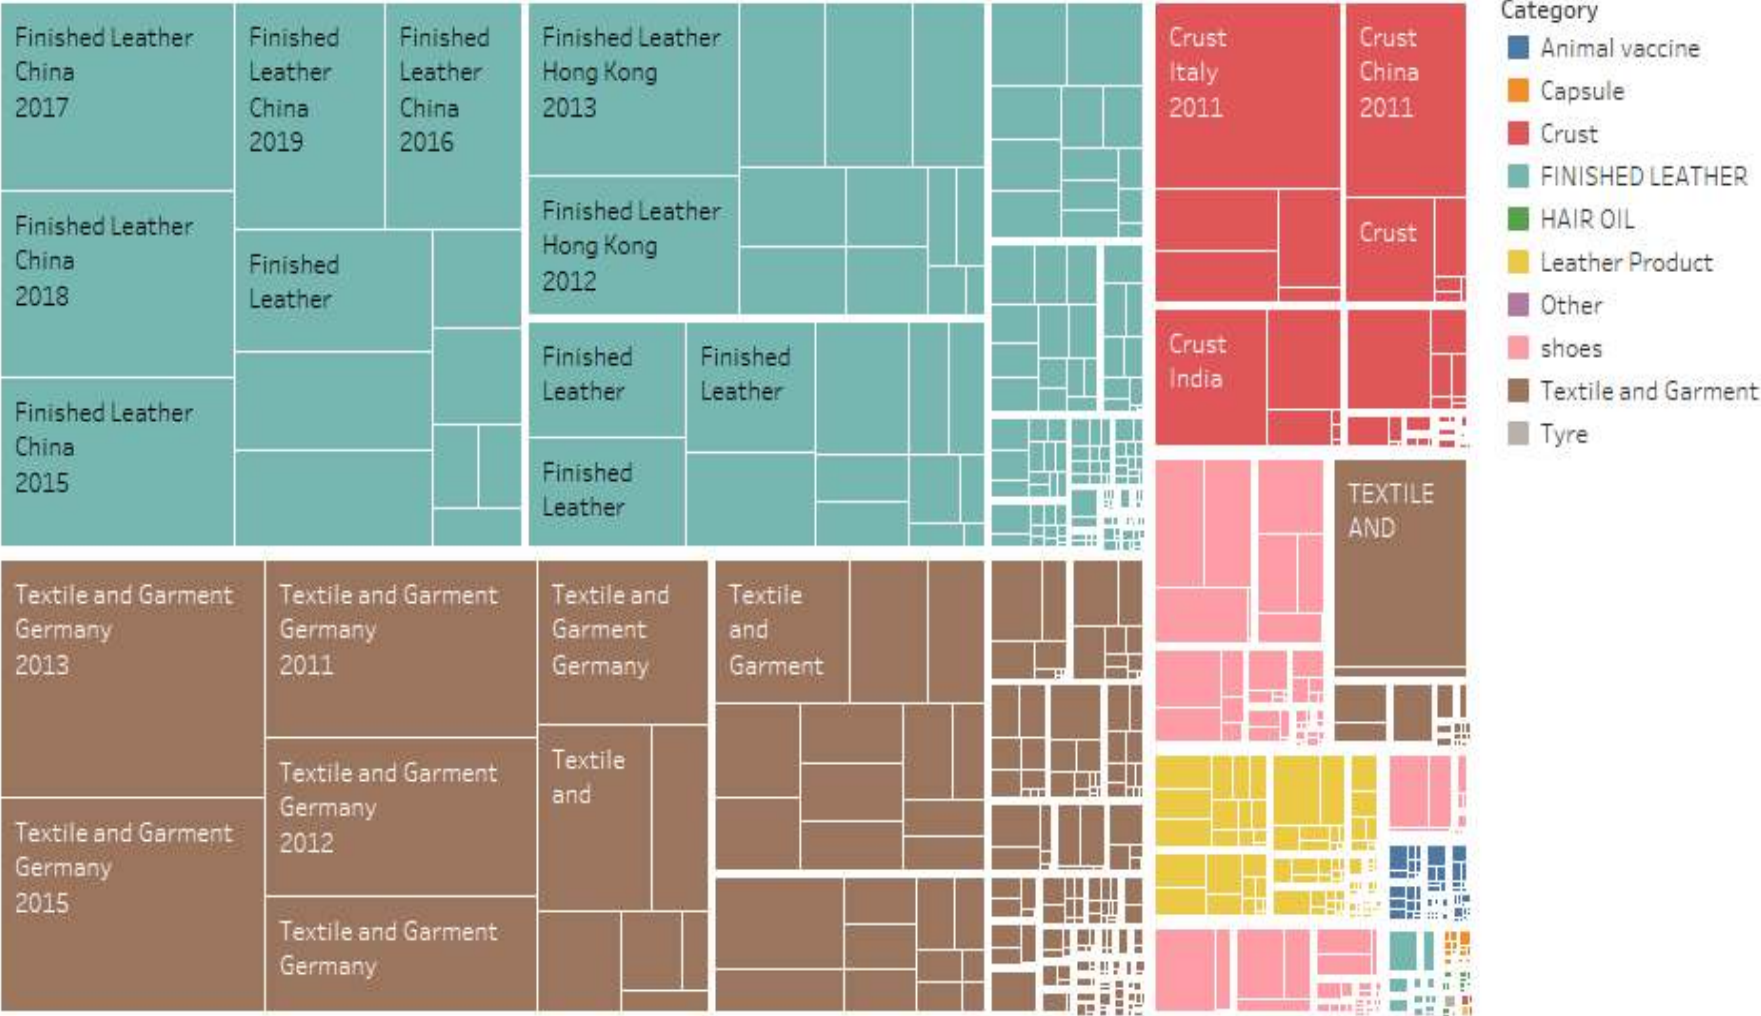 Finished Leather
China
2017
Finished
Leather
China
2019
Finished
Leather
China
2016
Finished Leather
China
2018
Finished
Leather
Finished Leather
China
2015
Finished Leather
Hong Kong
2013
Finished Leather
Hong Kong
2012
Finished
Leather
Finished
Leather
Finished
Leather
Crust
Italy
2011
Crust
China
2011
Crust
Crust
India
TEXTILE
AND
Textile and Garment
Germany
2013
Textile and Garment
Germany
2015
Textile and Garment
Germany
2011
Textile and Garment
Germany
2012
Textile and Garment
Germany
Textile and
Garment
Germany
Textile
and
Textile
and
Garment
Category
Animal vaccine
Capsule
Crust
FINISHED LEATHER
HAIR OIL
Leather Product
Other
shoes
Textile and Garment
Tyre